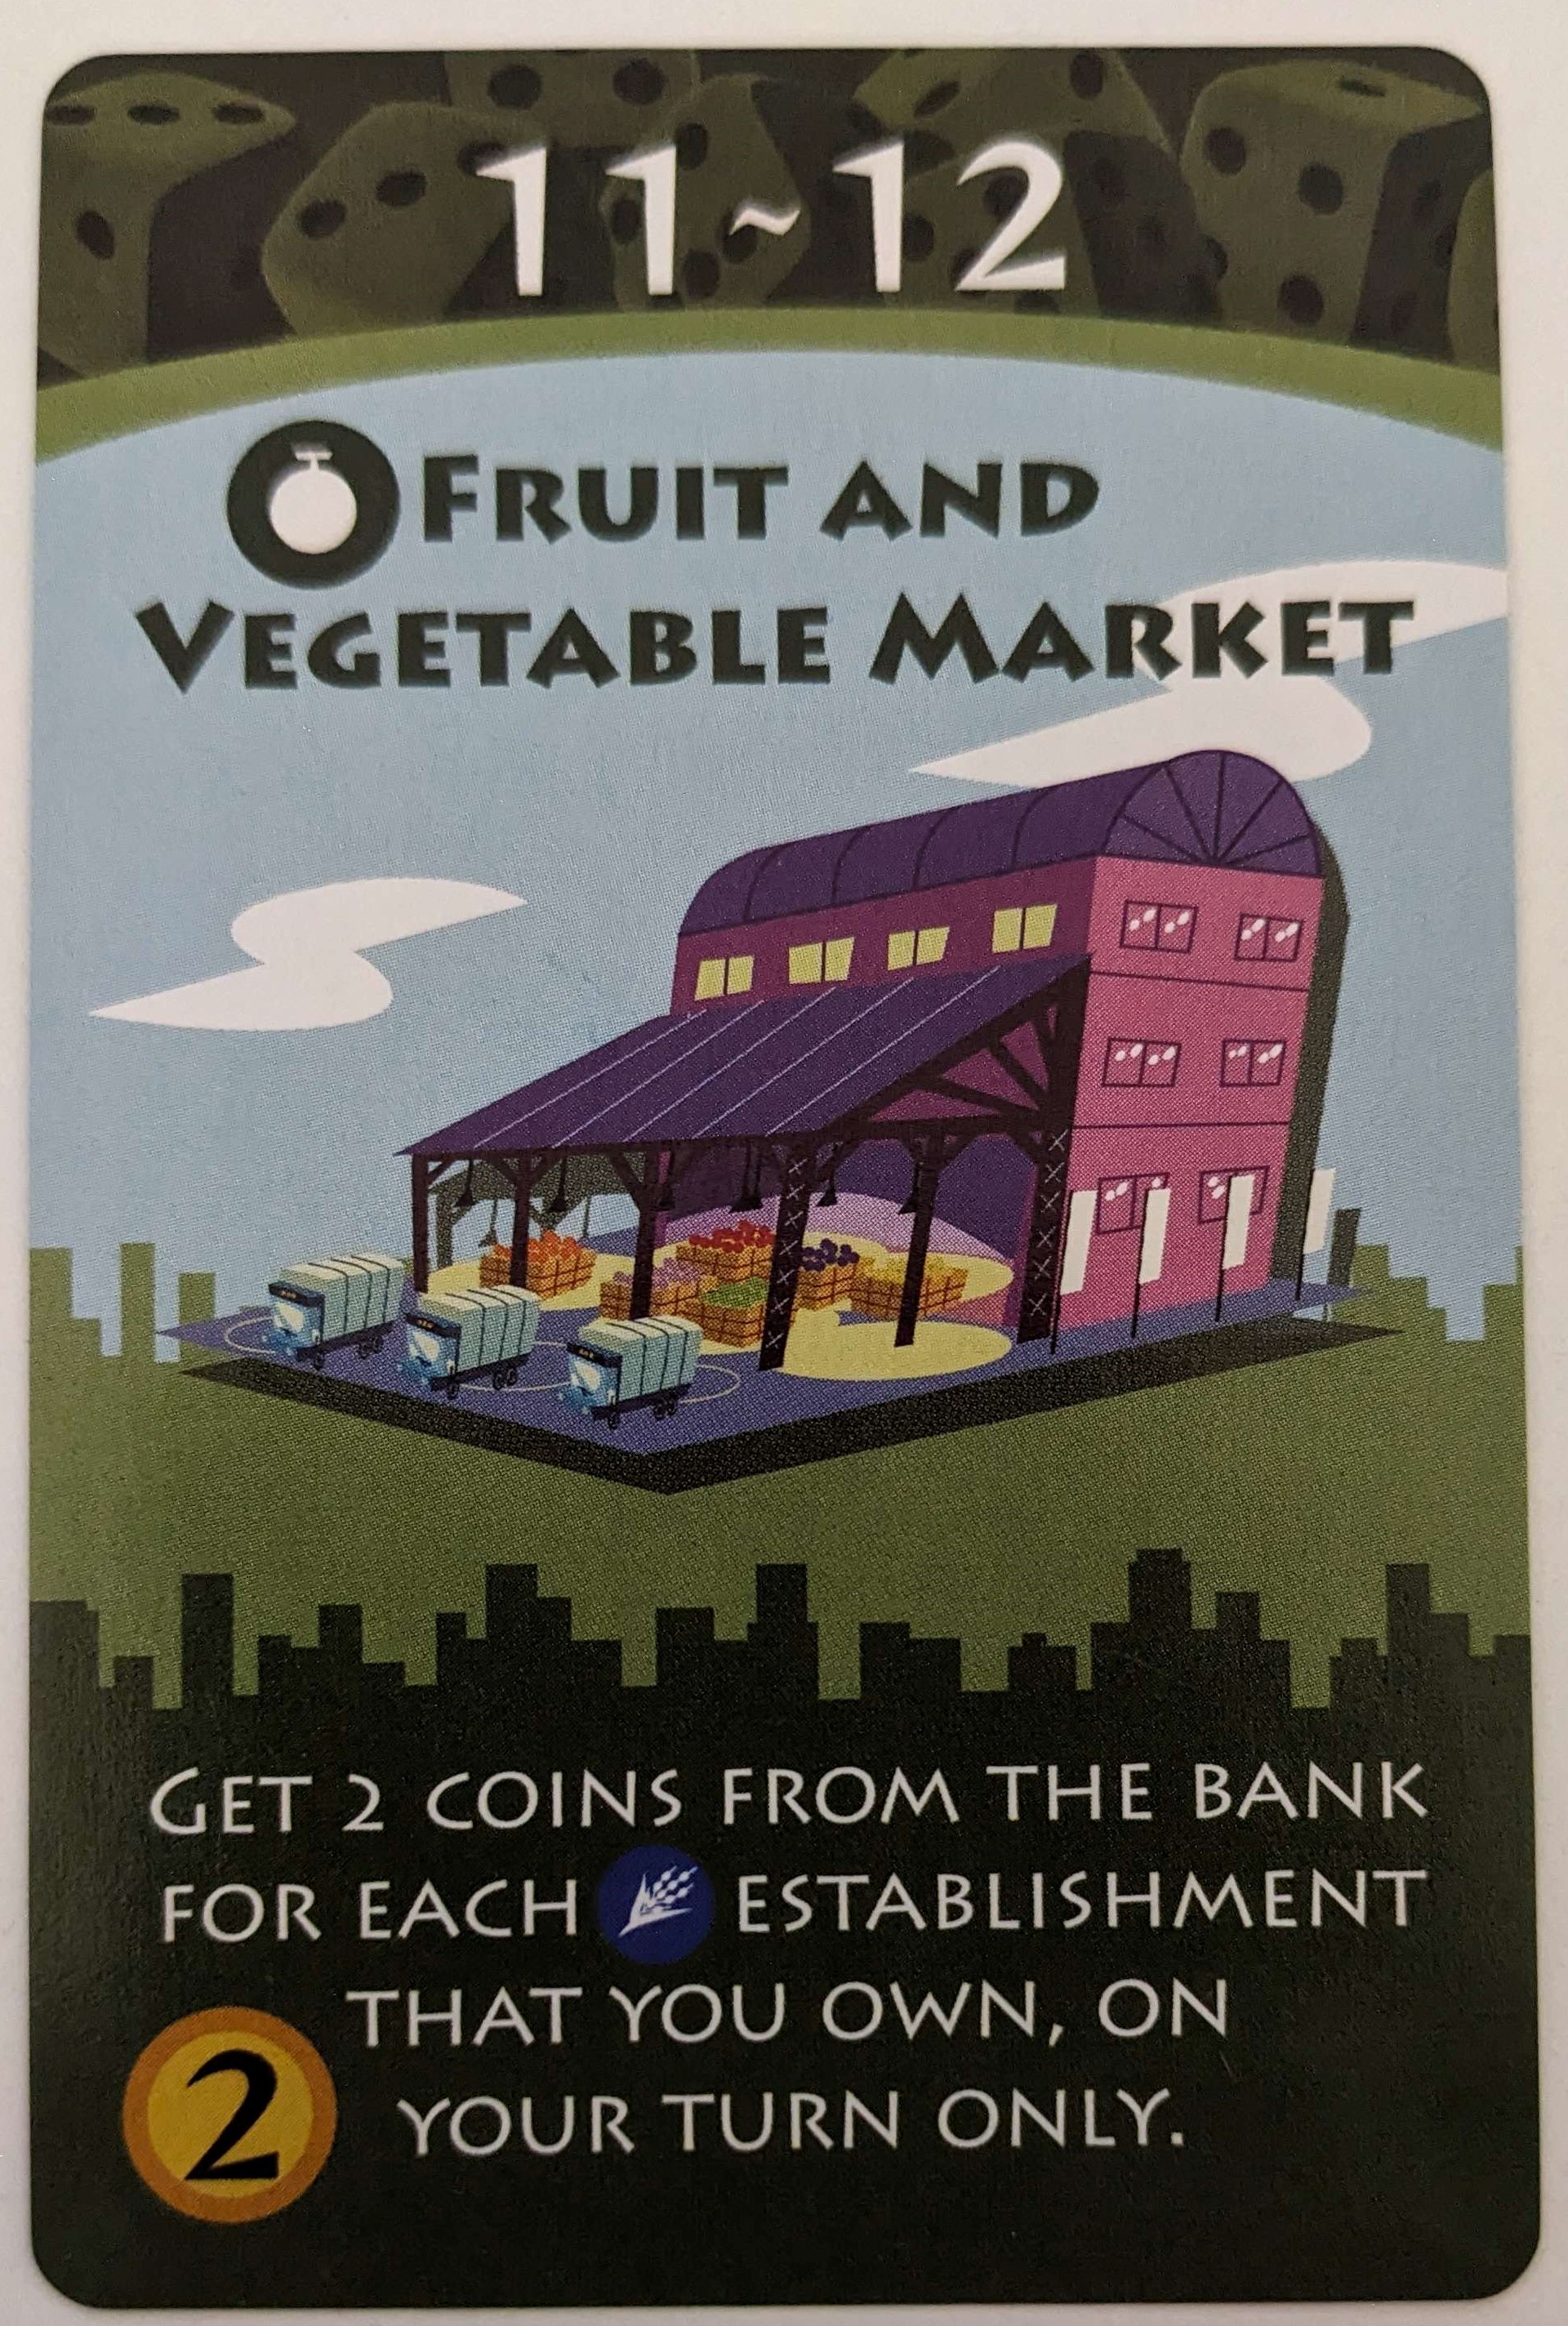 11~12
FRUIT AND
VEGETABLE MARKET
GET 2 COINS FROM THE BANK
FOR EACH ESTABLISHMENT
THAT YOU OWN, ON
YOUR TURN ONLY.
2